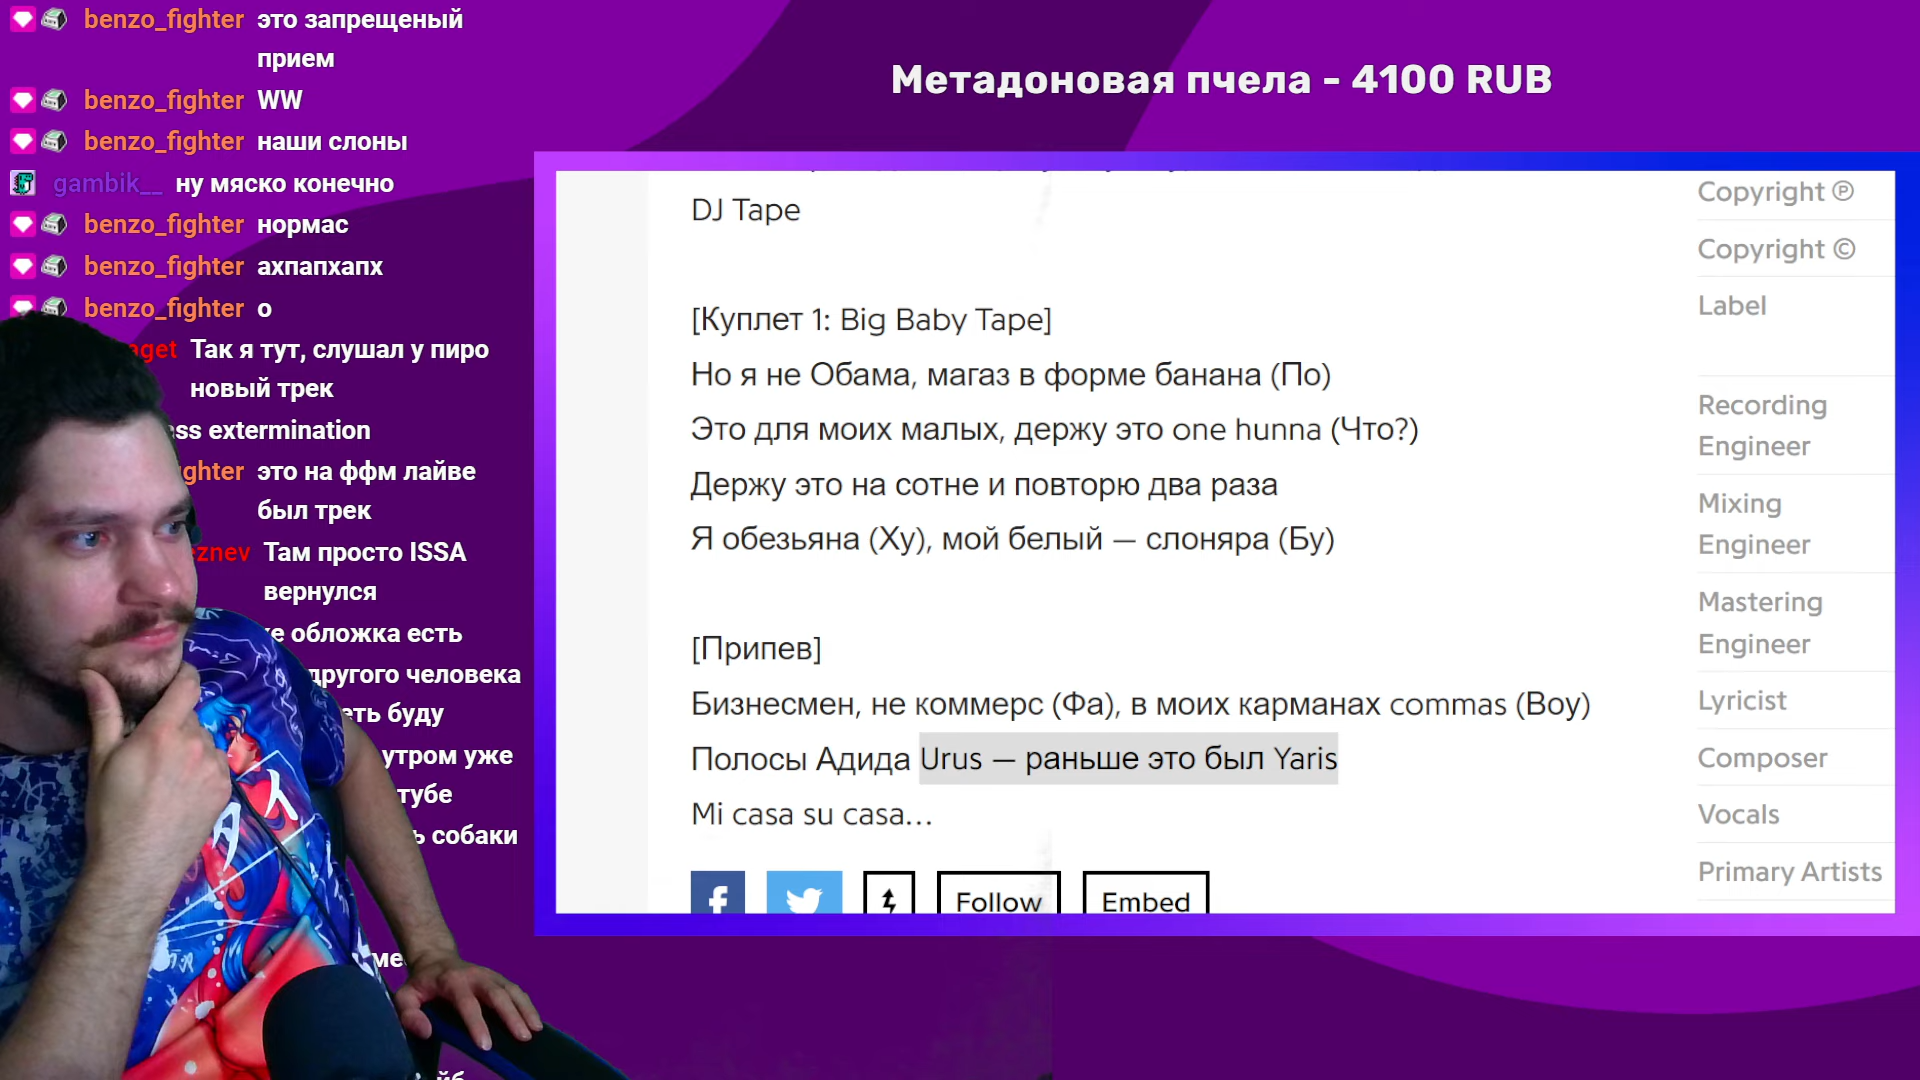 benzo_fighter это запрещеный
прием
benzo_fighter WW
benzo_fighter наши слоны
gambik__ ну мяско конечно
benzo_fighter нормас
benzo_fighter ахпапхапх
benzo_fighter о
Так я тут, слушал у пиро
новый трек
extermination
это на ффм лайве
был трек
Там просто ISSA
вернулся
обложка есть
другого человека
буду
утром уже
собаки
Метадоновая пчела - 4100 RUB
DJ Tape
[Куплет 1: Big Baby Tape]
Но я не Обама, магаз в форме банана (По)
Это для моих малых, держу это one hunna (Что?)
Держу это на сотне и повторю два раза
Я обезьяна (Ху), мой белый — слоняра (Бу)
[Припев]
Бизнесмен, не коммерс (Фа), в моих карманах commas (Воу)
Полосы Адида Urus — раньше это был Yaris
Mi casa su casa...
Follow
Embed
Copyright ℗
Copyright ©
Label
Recording
Engineer
Mixing
Engineer
Mastering
Engineer
Lyricist
Composer
Vocals
Primary Artists